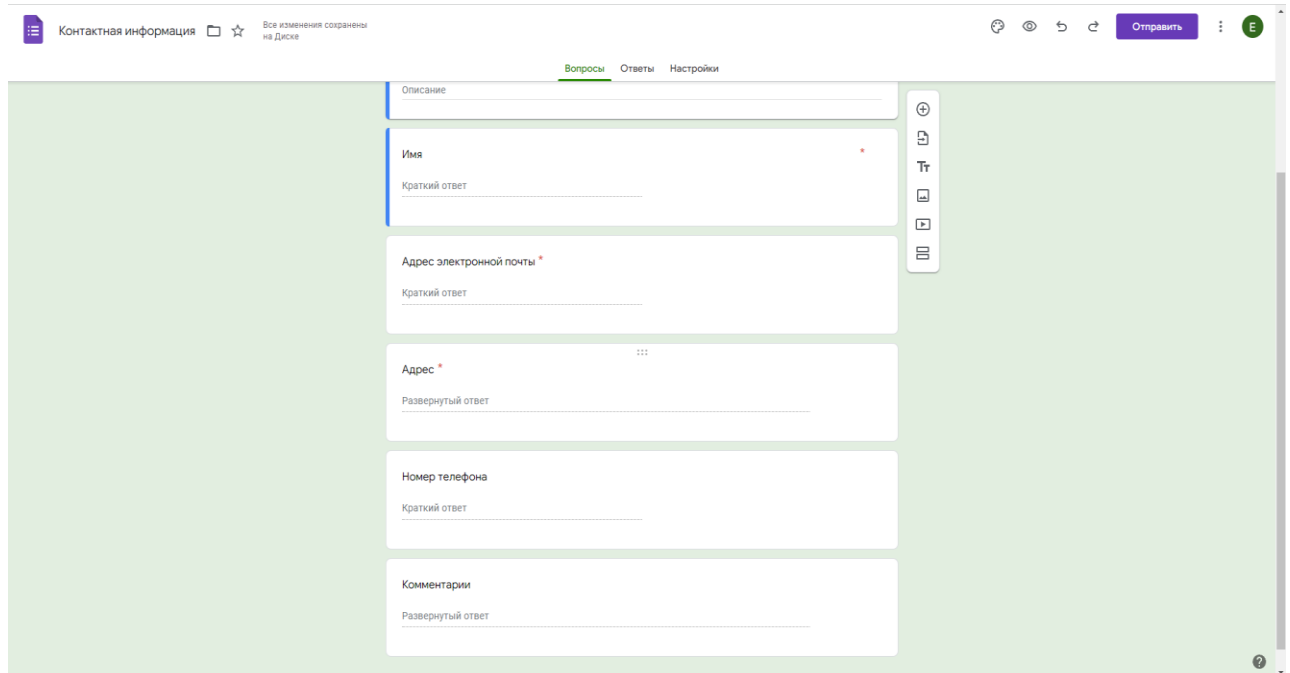 Контактная информация
Все изменения сохранены
на Диске
Отправить
E
Вопросы Ответы Настройки
Описание
Имя *
Краткий ответ
Tт
Адрес электронной почты *
Краткий ответ
Адрес *
Развернутый ответ
Номер телефона
Краткий ответ
Комментарии
Развернутый ответ